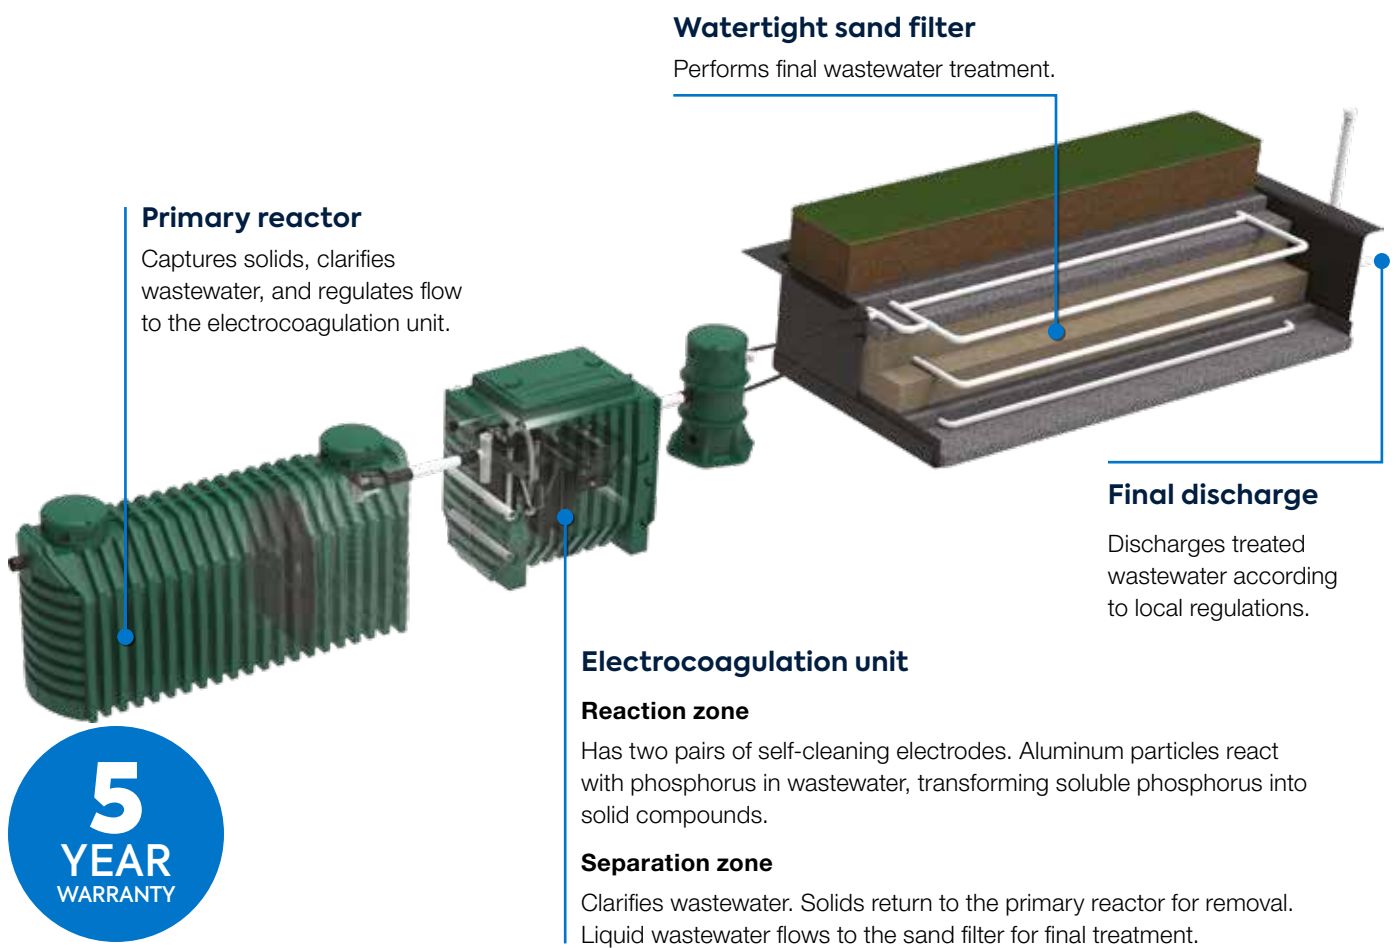 Watertight sand filter
Performs final wastewater treatment.
Primary reactor
Captures solids, clarifies
wastewater, and regulates flow
to the electrocoagulation unit.
Final discharge
Discharges treated
wastewater according
to local regulations.
Electrocoagulation unit
Reaction zone
Has two pairs of self-cleaning electrodes. Aluminum particles react
with phosphorus in wastewater, transforming soluble phosphorus into
solid compounds.
Separation zone
Clarifies wastewater. Solids return to the primary reactor for removal.
Liquid wastewater flows to the sand filter for final treatment.
5
YEAR
WARRANTY